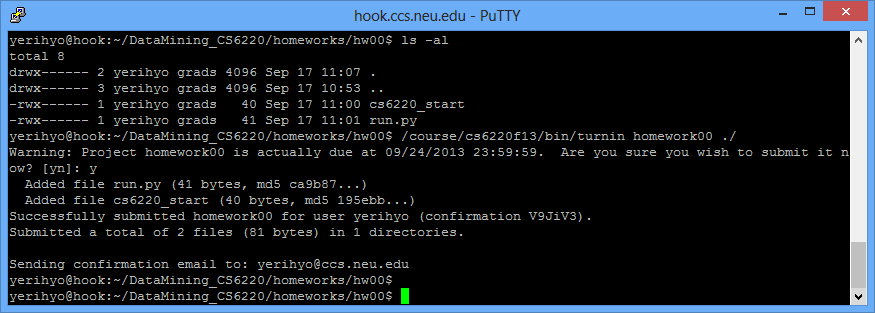 hook.ccs.neu.edu - PuTTY
yerihyo@hook:~/DataMining_CS6220/homeworks/hw00$ ls -al
total 8
drwx------ 2 yerihyo grads 4096 Sep 17 11:07 .
drwx------ 3 yerihyo grads 4096 Sep 17 10:53 ..
-rwx------ 1 yerihyo grads   40 Sep 17 11:00 cs6220_start
-rwx------ 1 yerihyo grads   41 Sep 17 11:01 run.py
yerihyo@hook:~/DataMining_CS6220/homeworks/hw00$ /course/cs6220f13/bin/turnin homework00 ./
Warning: Project homework00 is actually due at 09/24/2013 23:59:59.  Are you sure you wish to submit it n
ow? [yn]: y
  Added file run.py (41 bytes, md5 ca9b87...)
  Added file cs6220_start (40 bytes, md5 195ebb...)
Successfully submitted homework00 for user yerihyo (confirmation V9JiV3).
Submitted a total of 2 files (81 bytes) in 1 directories.

Sending confirmation email to: yerihyo@ccs.neu.edu
yerihyo@hook:~/DataMining_CS6220/homeworks/hw00$
yerihyo@hook:~/DataMining_CS6220/homeworks/hw00$